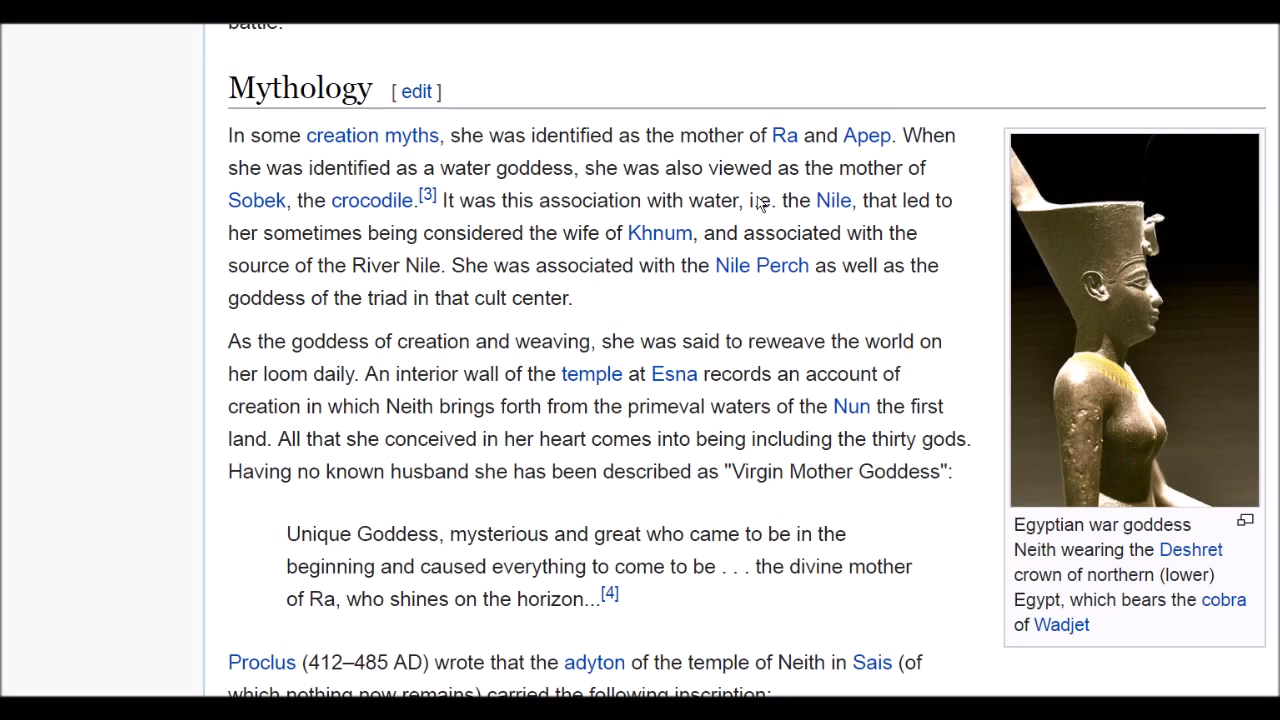 battle.
Mythology [ edit ]
In some creation myths, she was identified as the mother of Ra and Apep. When
she was identified as a water goddess, she was also viewed as the mother of
Sobek, the crocodile.[3] It was this association with water, i.e. the Nile, that led to
her sometimes being considered the wife of Khnum, and associated with the
source of the River Nile. She was associated with the Nile Perch as well as the
goddess of the triad in that cult center.
As the goddess of creation and weaving, she was said to reweave the world on
her loom daily. An interior wall of the temple at Esna records an account of
creation in which Neith brings forth from the primeval waters of the Nun the first
land. All that she conceived in her heart comes into being including the thirty gods.
Having no known husband she has been described as "Virgin Mother Goddess":
Unique Goddess, mysterious and great who came to be in the
beginning and caused everything to come to be . . . the divine mother
of Ra, who shines on the horizon...[4]
Proclus (412–485 AD) wrote that the adyton of the temple of Neith in Sais (of
which nothing now remains) carried the following inscription:
Egyptian war goddess
Neith wearing the Deshret
crown of northern (lower)
Egypt, which bears the cobra
of Wadjet